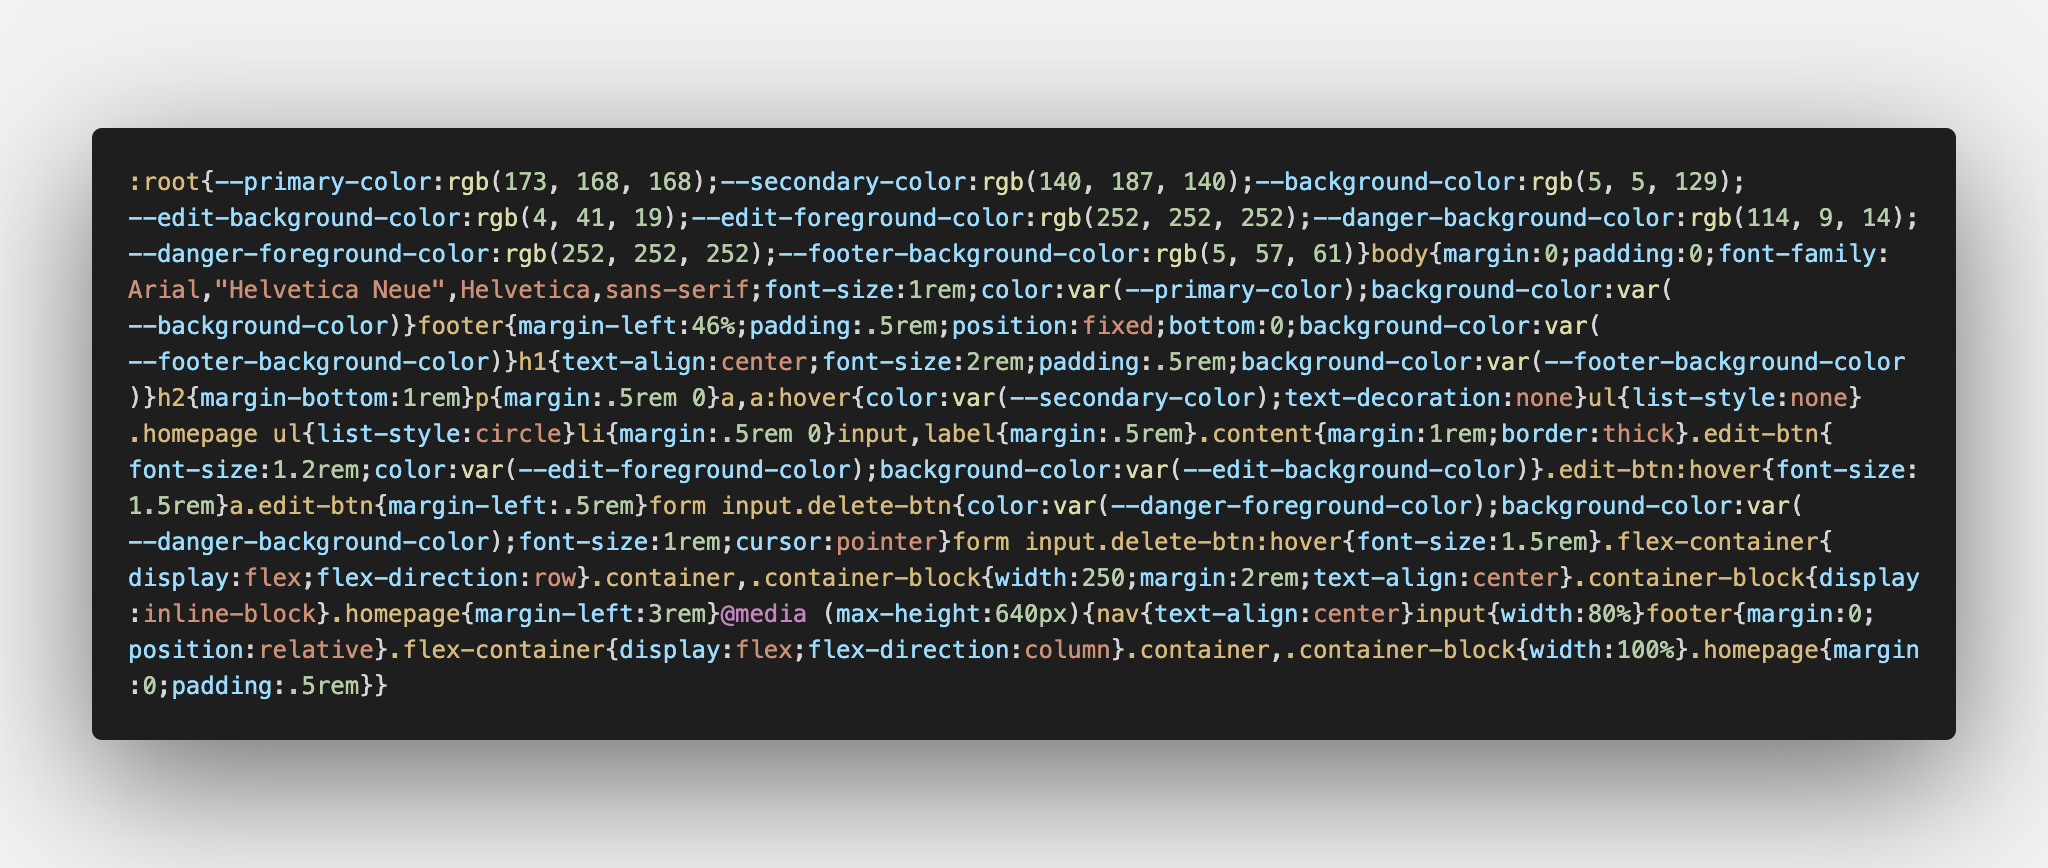 :root{--primary-color:rgb(173, 168, 168);--secondary-color:rgb(140, 187, 140);--background-color:rgb(5, 5, 129);
--edit-background-color:rgb(4, 41, 19);--edit-foreground-color:rgb(252, 252, 252);--danger-background-color:rgb(114, 9, 14);
--danger-foreground-color:rgb(252, 252, 252);--footer-background-color:rgb(5, 57, 61)}body{margin:0;padding:0;font-family:
Arial,"Helvetica Neue",Helvetica,sans-serif;font-size:1rem;color:var(--primary-color);background-color:var(
--background-color)}footer{margin-left:46%;padding:.5rem;position:fixed;bottom:0;background-color:var(
--footer-background-color)}h1{text-align:center;font-size:2rem;padding:.5rem;background-color:var(--footer-background-color
)}h2{margin-bottom:1rem}p{margin:.5rem 0}a,a:hover{color:var(--secondary-color);text-decoration:none}ul{list-style:none}
.homepage ul{list-style:circle}li{margin:.5rem 0}input,label{margin:.5rem}.content{margin:1rem;border:thick}.edit-btn{
font-size:1.2rem;color:var(--edit-foreground-color);background-color:var(--edit-background-color)}.edit-btn:hover{font-size:
1.5rem}a.edit-btn{margin-left:.5rem}form input.delete-btn{color:var(--danger-foreground-color);background-color:var(
--danger-background-color);font-size:1rem;cursor:pointer}form input.delete-btn:hover{font-size:1.5rem}.flex-container{
display:flex;flex-direction:row}.container,.container-block{width:250;margin:2rem;text-align:center}.container-block{display
:inline-block}.homepage{margin-left:3rem}@media (max-height:640px){nav{text-align:center}input{width:80%}footer{margin:0;
position:relative}.flex-container{display:flex;flex-direction:column}.container,.container-block{width:100%}.homepage{margin
:0;padding:.5rem}}